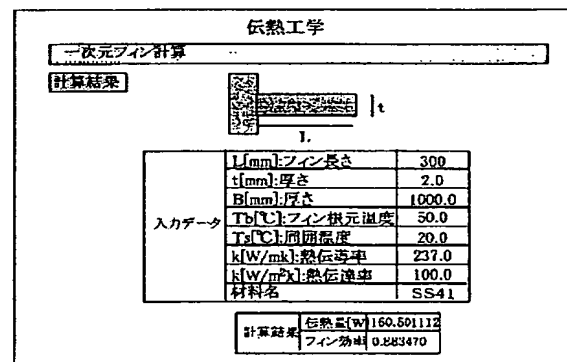 伝熱工学
一次元フィン計算
計算結果
t
L
入力データ
L[mm]:フィン長さ 300
t[mm]:厚さ 2.0
B[mm]:厚さ 1000.0
Tb[℃]:フィン根元温度 50.0
Ts[℃]:周囲温度 20.0
k[W/mk]:熱伝導率 237.0
k[W/m²k]:熱伝達率 100.0
材料名 SS41
計算結果
伝熱量[W] 160.501112
フィン効率 0.883470